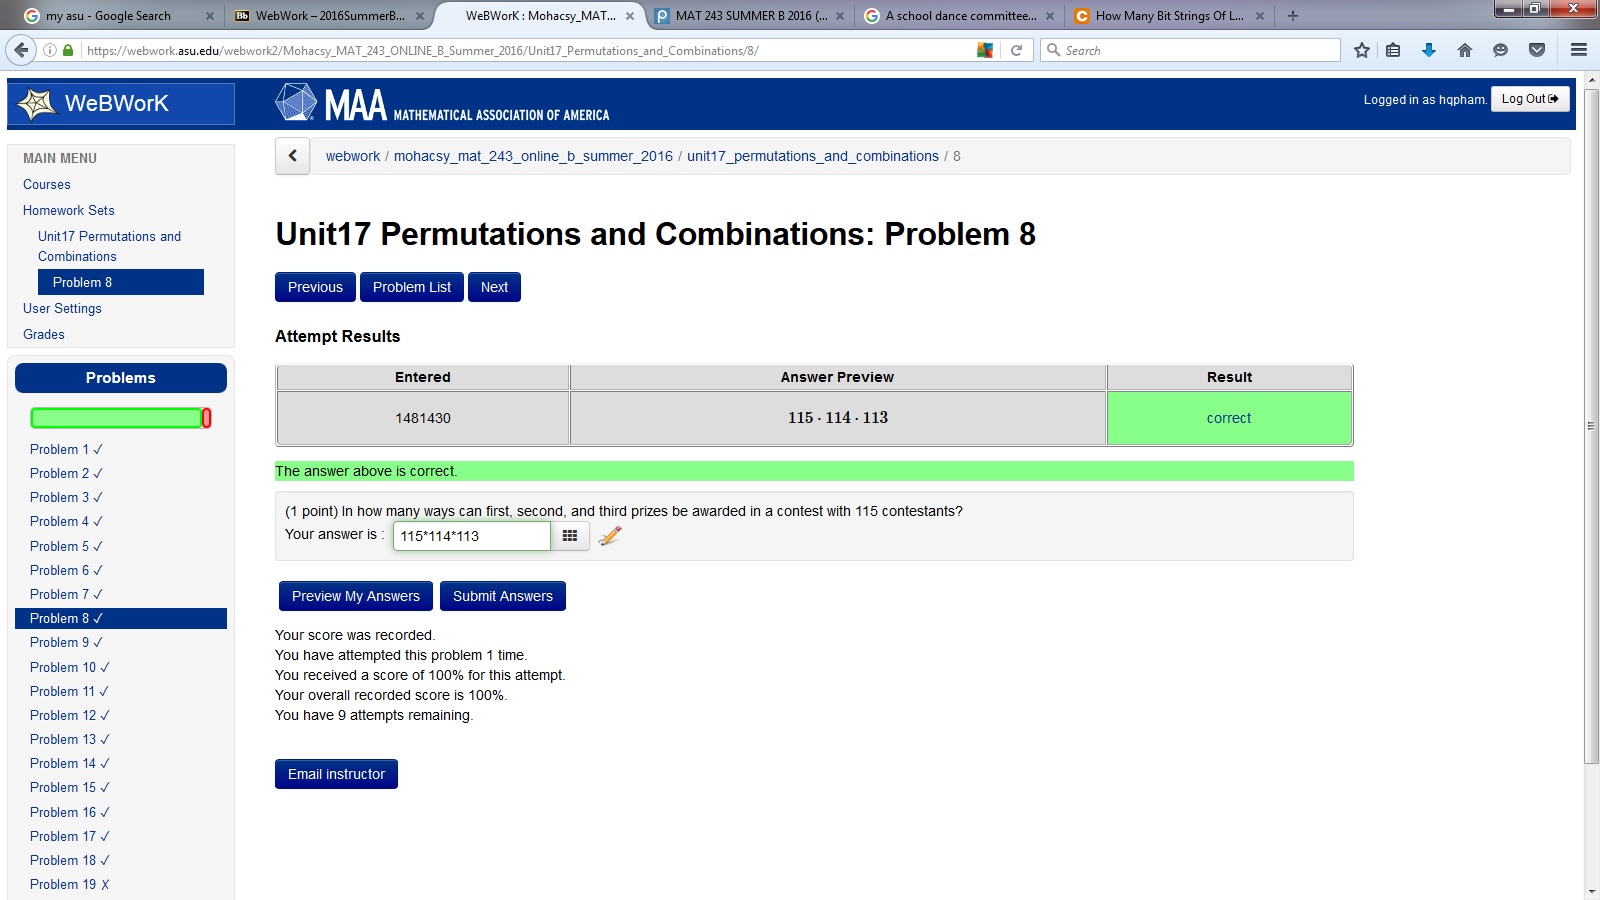 my asu - Google Search
WebWork – 2016SummerB...
WeBWorK : Mohacsy_MAT...
MAT 243 SUMMER B 2016 (...
A school dance committee...
How Many Bit Strings Of L...
https://webwork.asu.edu/webwork2/Mohacsy_MAT_243_ONLINE_B_Summer_2016/Unit17_Permutations_and_Combinations/8/
Search
WeBWorK
MAA MATHEMATICAL ASSOCIATION OF AMERICA
Logged in as hqpham.
Log Out
MAIN MENU
Courses
Homework Sets
Unit17 Permutations and
Combinations
Problem 8
User Settings
Grades
Problems
Problem 1 ✓
Problem 2 ✓
Problem 3 ✓
Problem 4 ✓
Problem 5 ✓
Problem 6 ✓
Problem 7 ✓
Problem 8 ✓
Problem 9 ✓
Problem 10 ✓
Problem 11 ✓
Problem 12 ✓
Problem 13 ✓
Problem 14 ✓
Problem 15 ✓
Problem 16 ✓
Problem 17 ✓
Problem 18 ✓
Problem 19 ✗
webwork / mohacsy_mat_243_online_b_summer_2016 / unit17_permutations_and_combinations / 8
Unit17 Permutations and Combinations: Problem 8
Previous
Problem List
Next
Attempt Results
Entered Answer Preview Result
1481430 115 · 114 · 113 correct
The answer above is correct.
(1 point) In how many ways can first, second, and third prizes be awarded in a contest with 115 contestants?
Your answer is : 115*114*113
Preview My Answers
Submit Answers
Your score was recorded.
You have attempted this problem 1 time.
You received a score of 100% for this attempt.
Your overall recorded score is 100%.
You have 9 attempts remaining.
Email instructor